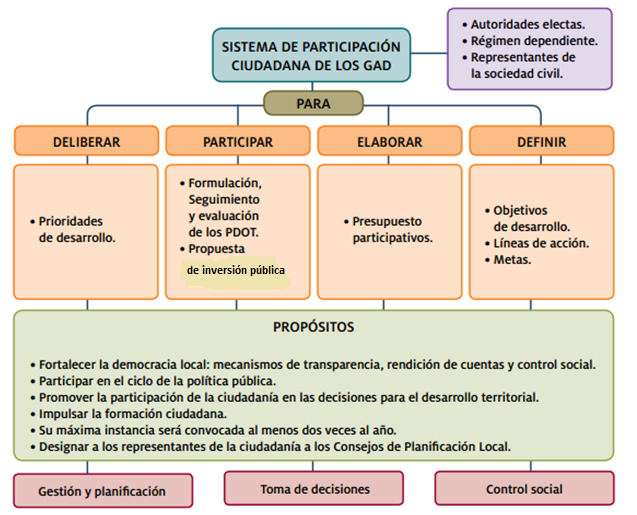 SISTEMA DE PARTICIPACIÓN
CIUDADANA DE LOS GAD
• Autoridades electas.
• Régimen dependiente.
• Representantes de
la sociedad civil.
PARA
DELIBERAR
PARTICIPAR
ELABORAR
DEFINIR
• Prioridades
de desarrollo.
• Formulación,
Seguimiento
y evaluación
de los PDOT.
• Propuesta
de inversión pública
• Presupuesto
participativos.
• Objetivos
de desarrollo.
• Líneas de acción.
• Metas.
PROPÓSITOS
• Fortalecer la democracia local: mecanismos de transparencia, rendición de cuentas y control social.
• Participar en el ciclo de la política pública.
• Promover la participación de la ciudadanía en las decisiones para el desarrollo territorial.
• Impulsar la formación ciudadana.
• Su máxima instancia será convocada al menos dos veces al año.
• Designar a los representantes de la ciudadanía a los Consejos de Planificación Local.
Gestión y planificación
Toma de decisiones
Control social